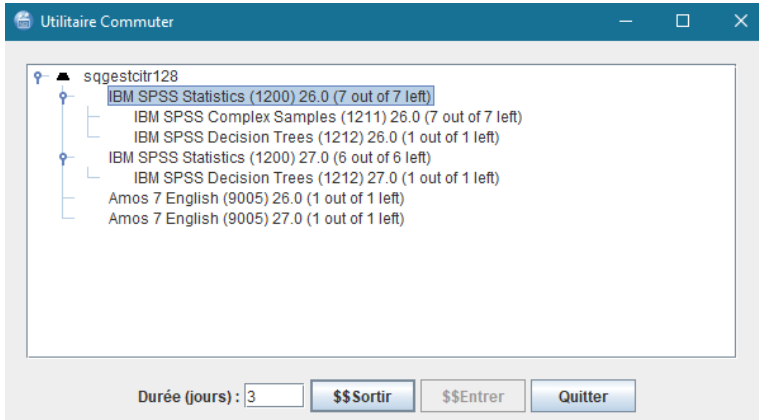 Utilitaire Commuter
sqgestcitr128
IBM SPSS Statistics (1200) 26.0 (7 out of 7 left)
IBM SPSS Complex Samples (1211) 26.0 (7 out of 7 left)
IBM SPSS Decision Trees (1212) 26.0 (1 out of 1 left)
IBM SPSS Statistics (1200) 27.0 (6 out of 6 left)
IBM SPSS Decision Trees (1212) 27.0 (1 out of 1 left)
Amos 7 English (9005) 26.0 (1 out of 1 left)
Amos 7 English (9005) 27.0 (1 out of 1 left)
Durée (jours) : 3 $$Sortir $$Entrer Quitter